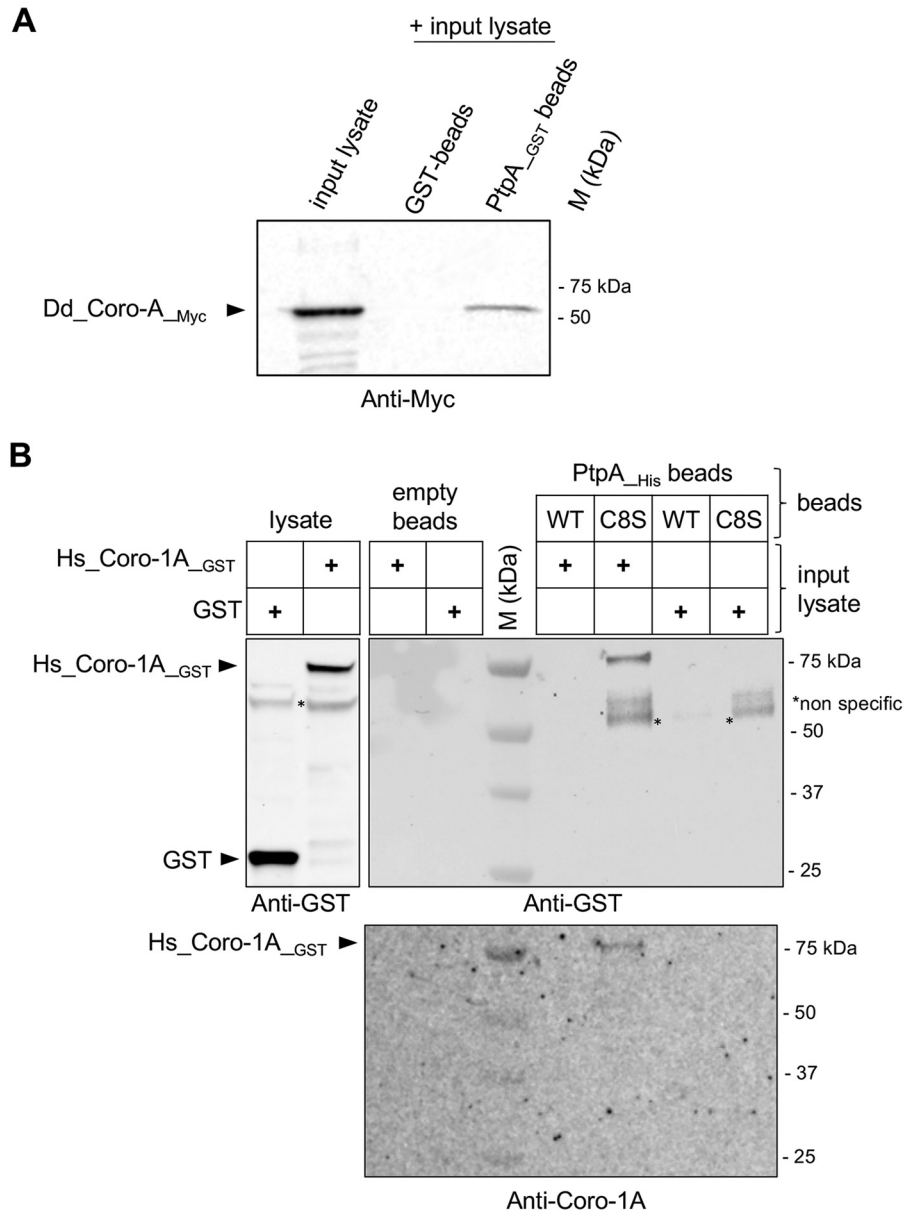 A
+ input lysate
input lysate
GST-beads
PtpA_GST beads
M (kDa)
- 75 kDa
Dd_Coro-A_Myc
- 50
Anti-Myc
B
PtpA_His beads
beads
empty
beads
lysate
WT C8S WT C8S
Hs_Coro-1A_GST + + + +
M (kDa)
input
lysate
GST + + + +
Hs_Coro-1A_GST
- 75 kDa
*
*non specific
* *
- 50
- 37
GST
- 25
Anti-GST Anti-GST
Hs_Coro-1A_GST
- 75 kDa
- 50
- 37
- 25
Anti-Coro-1A